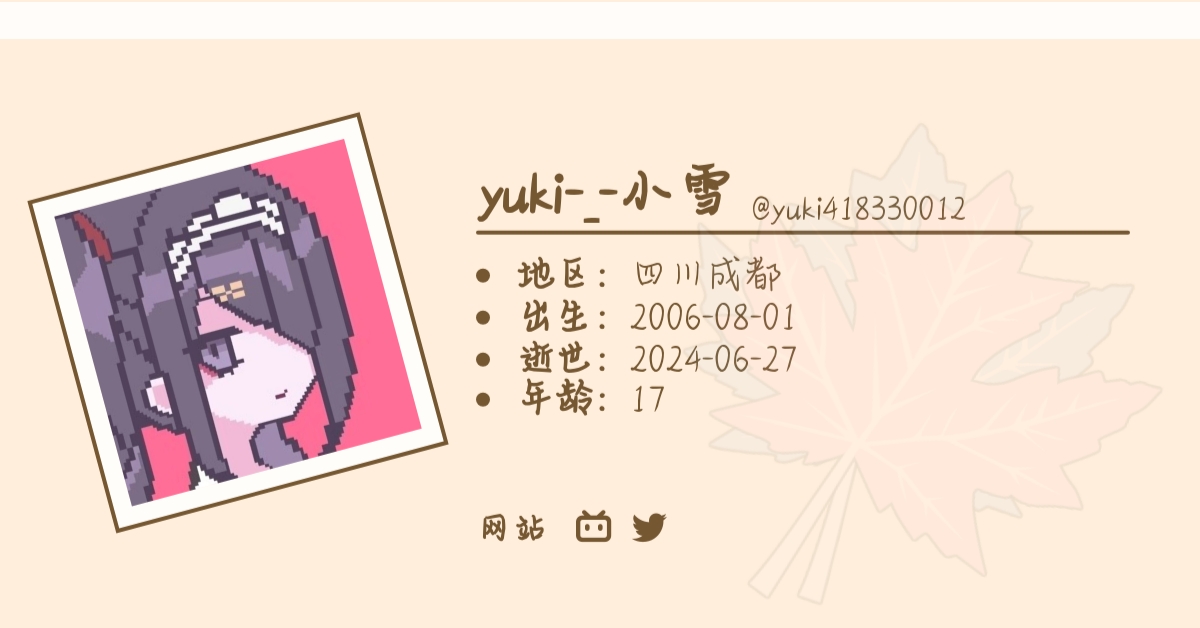 yuki-_-小雪 @yuki418330012
地区：四川成都
出生：2006-08-01
逝世：2024-06-27
年龄：17
网站